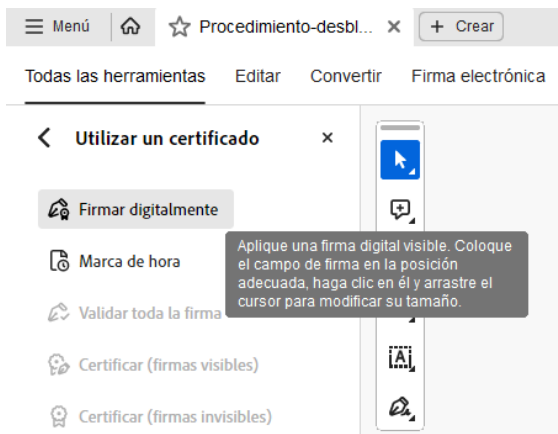 Menú
Procedimiento-desbl...
+ Crear
Todas las herramientas Editar Convertir Firma electrónica
Utilizar un certificado
Firmar digitalmente
Aplique una firma digital visible. Coloque
el campo de firma en la posición
adecuada, haga clic en él y arrastre el
cursor para modificar su tamaño.
Marca de hora
Validar toda la firma
Certificar (firmas visibles)
Certificar (firmas invisibles)